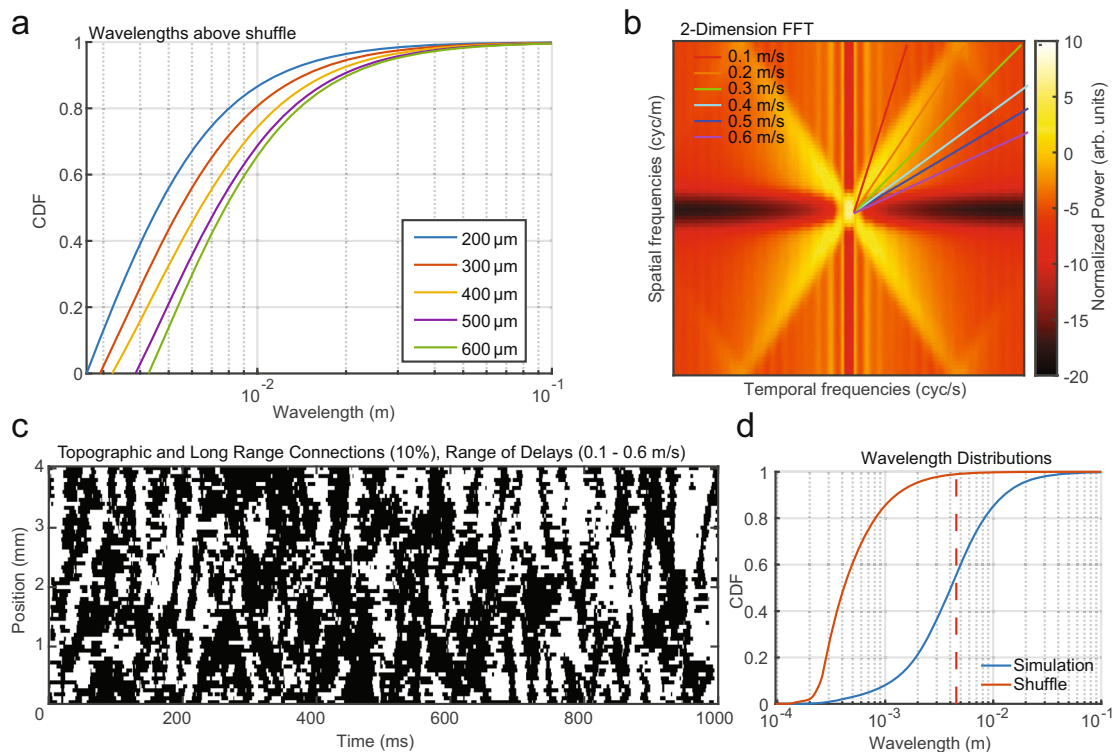 a
Wavelengths above shuffle
1
0.8
0.6
0.4
0.2
0
CDF
200 µm
300 µm
400 µm
500 µm
600 µm
10-2
10-1
Wavelength (m)
b
2-Dimension FFT
0.1 m/s
0.2 m/s
0.3 m/s
0.4 m/s
0.5 m/s
0.6 m/s
Spatial frequencies (cyc/m)
Temporal frequencies (cyc/s)
10
5
0
-5
-10
-15
-20
Normalized Power (arb. units)
c
Topographic and Long Range Connections (10%), Range of Delays (0.1 - 0.6 m/s)
4
3
2
1
0
Position (mm)
200
400
600
800
1000
Time (ms)
d
Wavelength Distributions
1
0.8
0.6
0.4
0.2
0
CDF
Simulation
Shuffle
10-4
10-3
10-2
10-1
Wavelength (m)